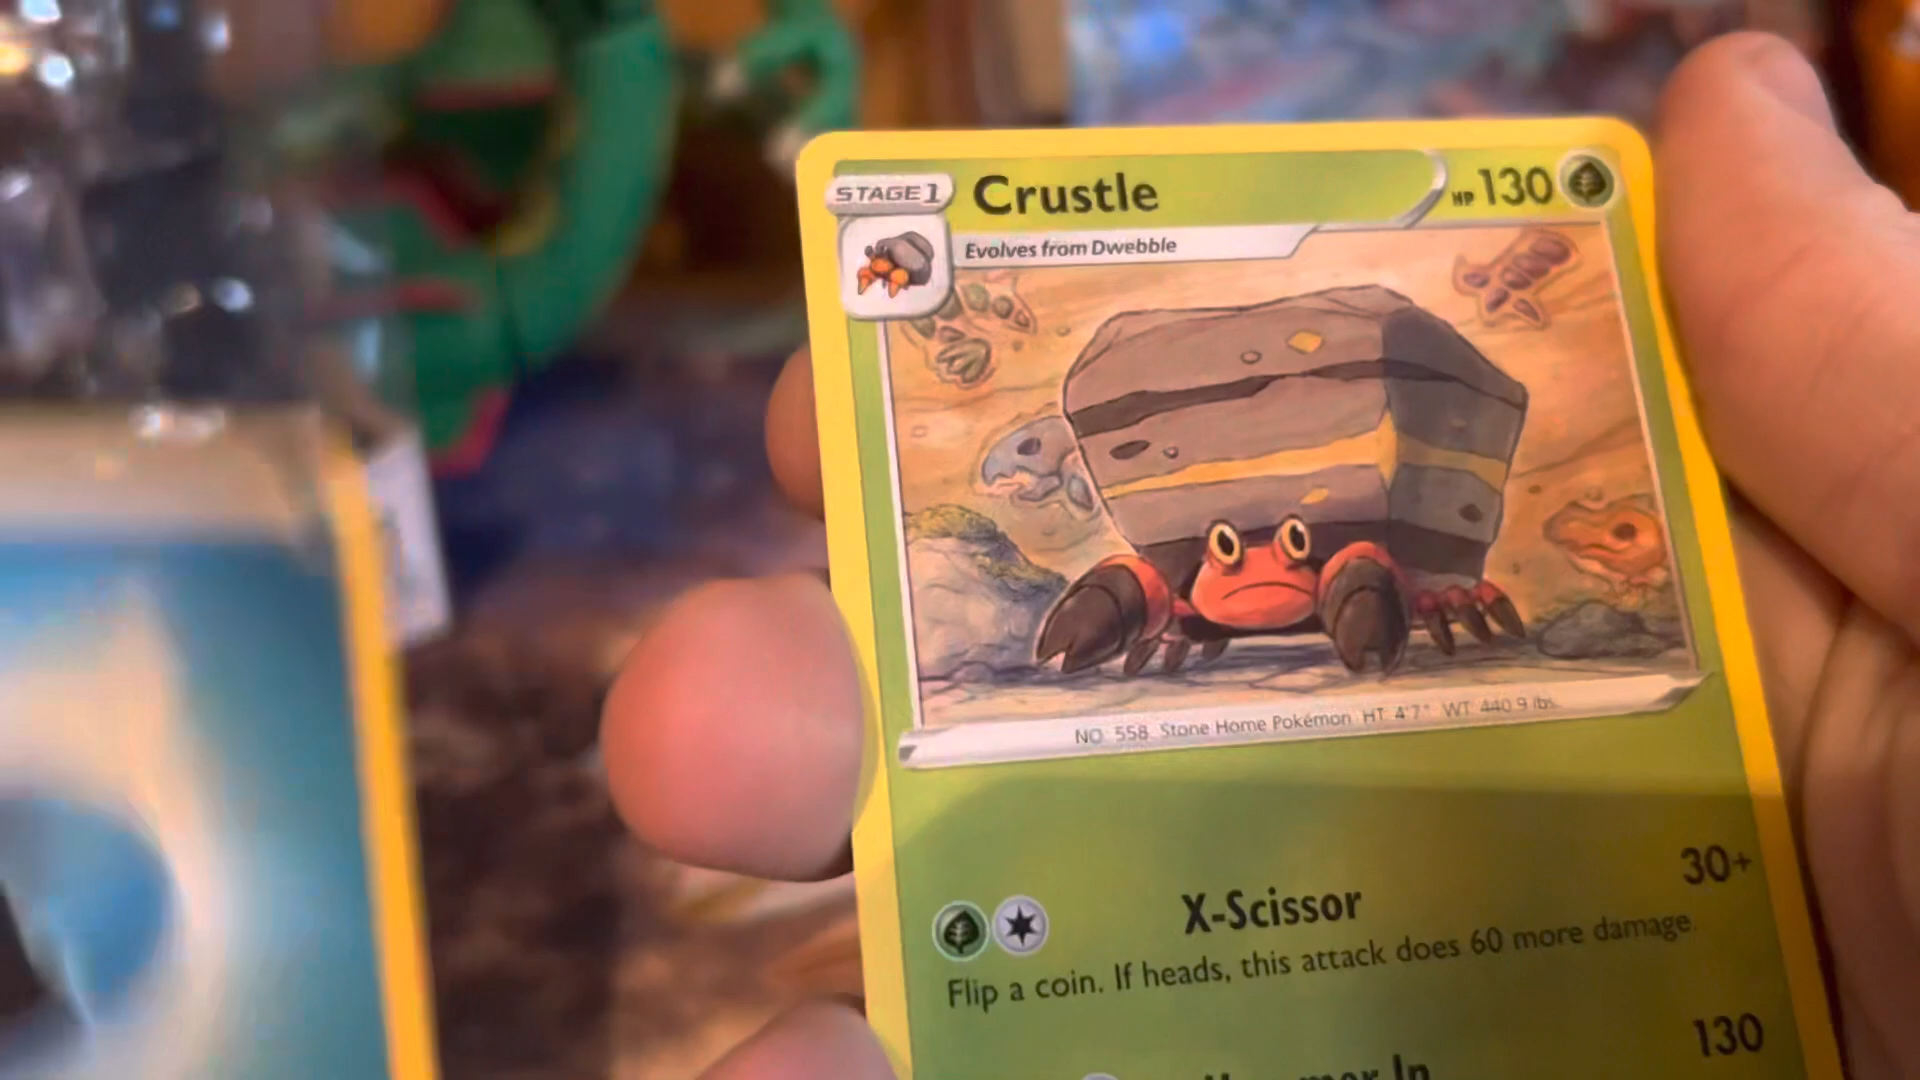 STAGE 1 Crustle HP 130
Evolves from Dwebble
NO. 558 Stone Home Pokémon HT 4'7" WT 440.9 lbs.
X-Scissor 30+
Flip a coin. If heads, this attack does 60 more damage.
In 130